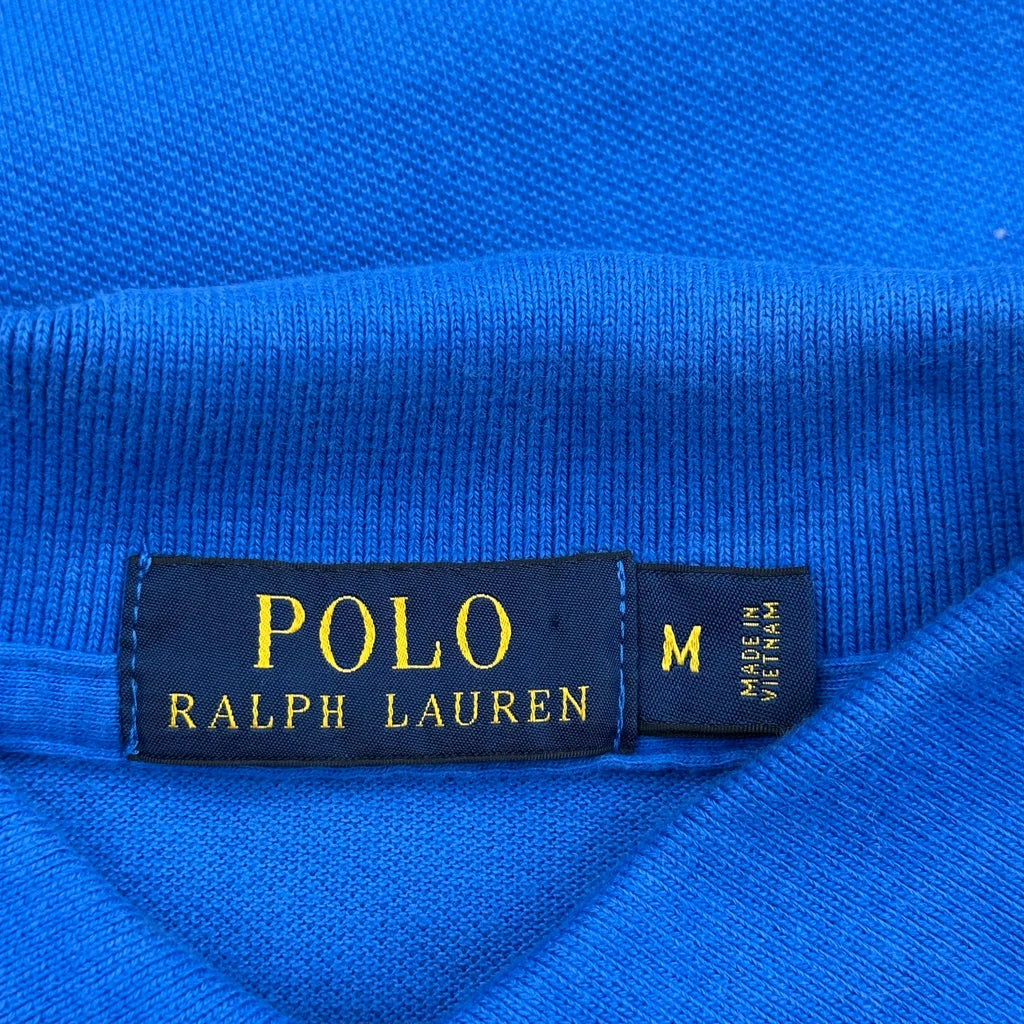 POLO
RALPH LAUREN
M
MADE IN
VIETNAM